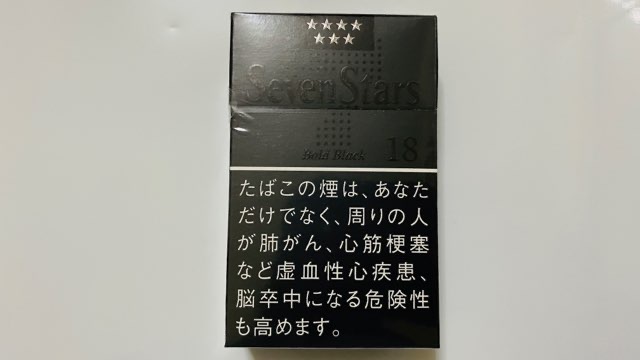 SevenStars
Bold Black 18
たばこの煙は、あなた
だけでなく、周りの人
が肺がん、心筋梗塞
など虚血性心疾患、
脳卒中になる危険性
も高めます。